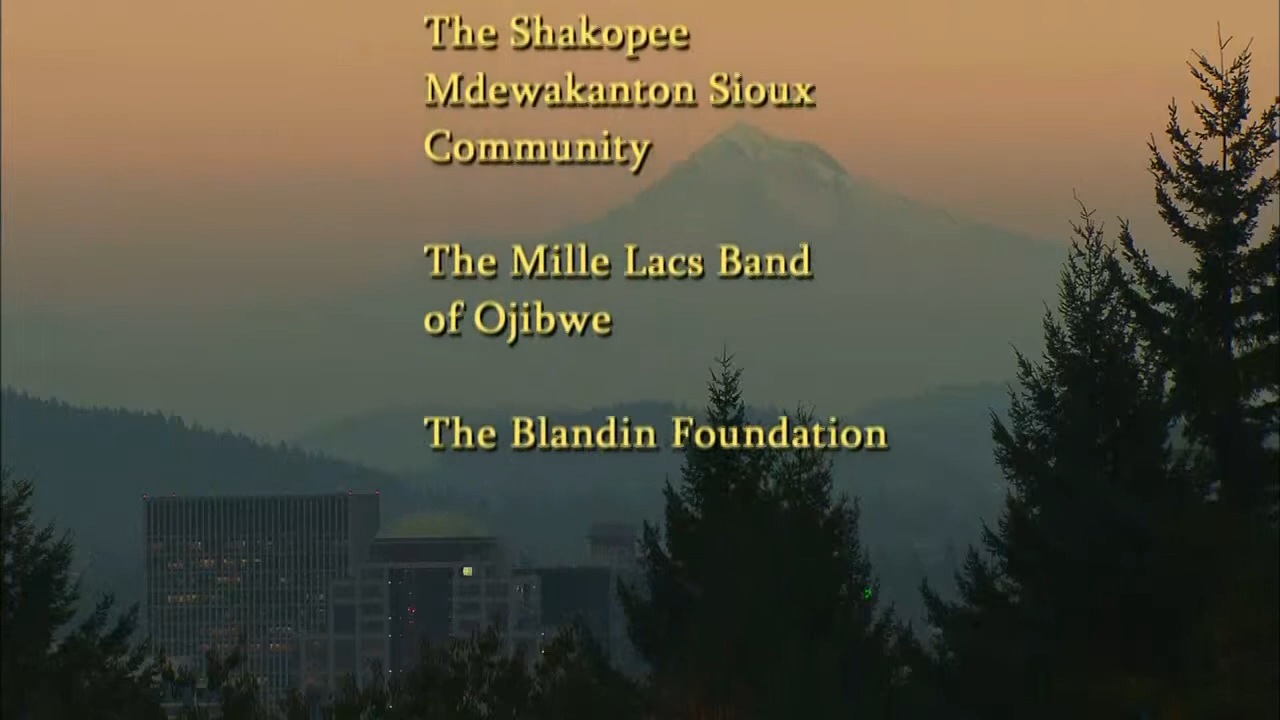 The Shakopee
Mdewakanton Sioux
Community
The Mille Lacs Band
of Ojibwe
The Blandin Foundation